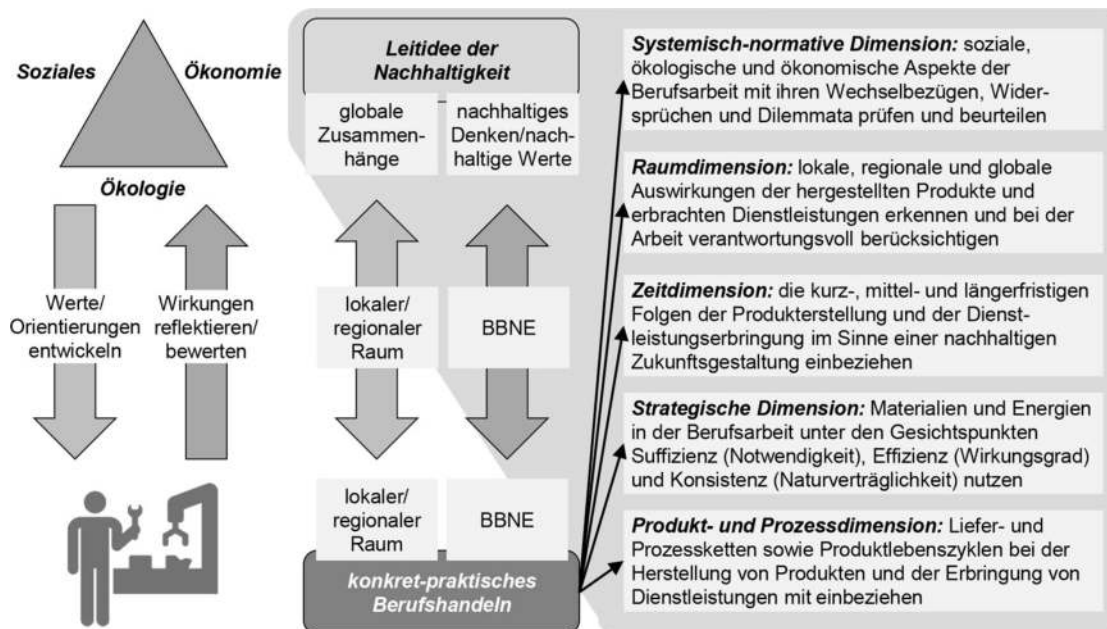 Soziales
Ökonomie
Ökologie
Werte/
Orientierungen
entwickeln
Wirkungen
reflektieren/
bewerten
Leitidee der
Nachhaltigkeit
globale
Zusammen-
hänge
nachhaltiges
Denken/nach-
haltige Werte
lokaler/
regionaler
Raum
BBNE
lokaler/
regionaler
Raum
BBNE
konkret-praktisches
Berufshandeln
Systemisch-normative Dimension: soziale,
ökologische und ökonomische Aspekte der
Berufsarbeit mit ihren Wechselbezügen, Wider-
sprüchen und Dilemmata prüfen und beurteilen
Raumdimension: lokale, regionale und globale
Auswirkungen der hergestellten Produkte und
erbrachten Dienstleistungen erkennen und bei der
Arbeit verantwortungsvoll berücksichtigen
Zeitdimension: die kurz-, mittel- und längerfristigen
Folgen der Produkterstellung und der Dienst-
leistungserbringung im Sinne einer nachhaltigen
Zukunftsgestaltung einbeziehen
Strategische Dimension: Materialien und Energien
in der Berufsarbeit unter den Gesichtspunkten
Suffizienz (Notwendigkeit), Effizienz (Wirkungsgrad)
und Konsistenz (Naturverträglichkeit) nutzen
Produkt- und Prozessdimension: Liefer- und
Prozessketten sowie Produktlebenszyklen bei der
Herstellung von Produkten und der Erbringung von
Dienstleistungen mit einbeziehen